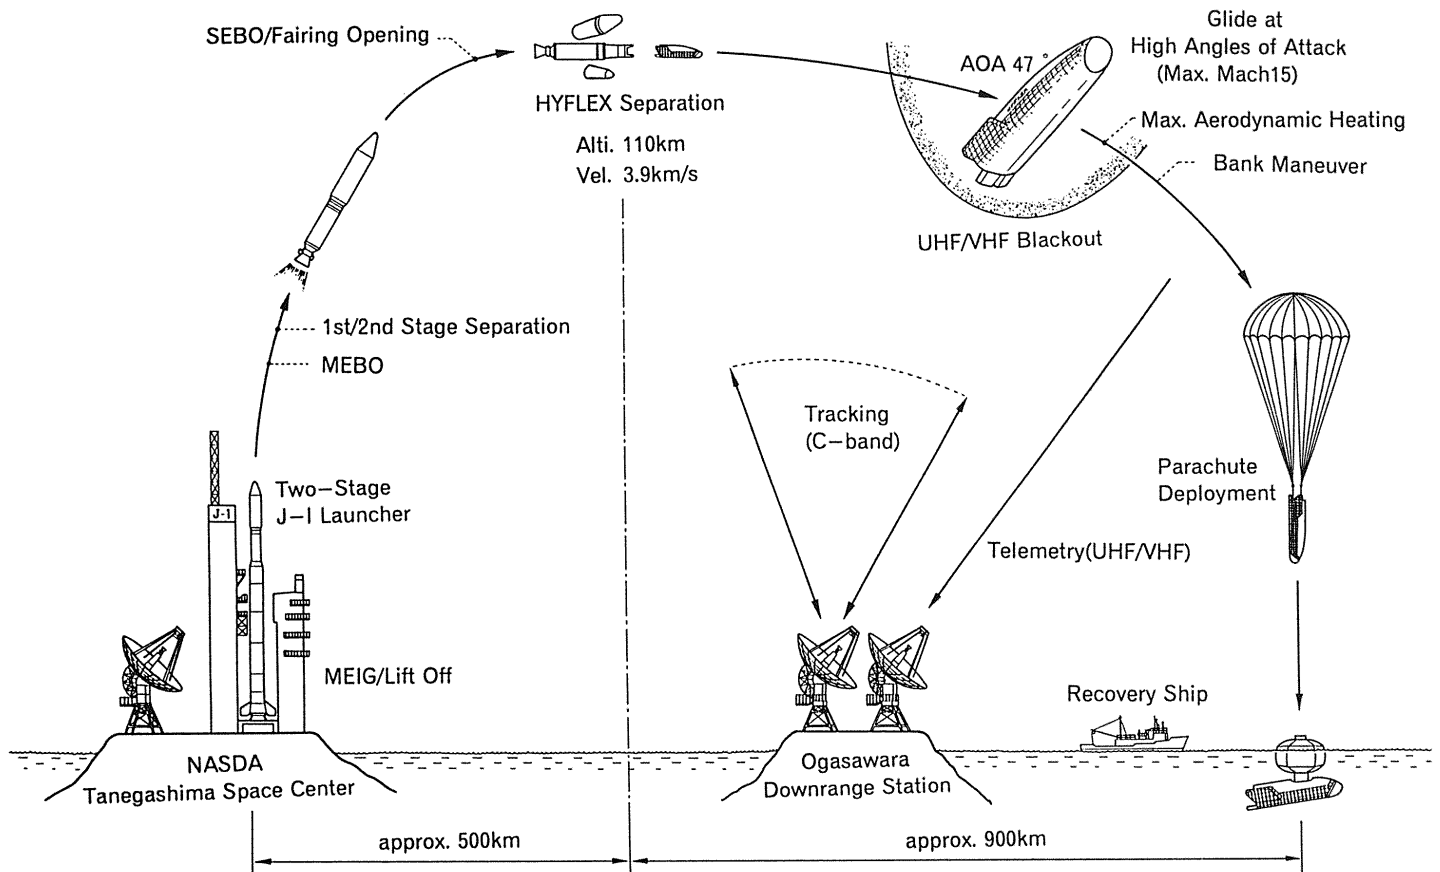 SEBO/Fairing Opening
HYFLEX Separation
Alti. 110km
Vel. 3.9km/s
AOA 47°
Glide at
High Angles of Attack
(Max. Mach15)
Max. Aerodynamic Heating
Bank Maneuver
UHF/VHF Blackout
1st/2nd Stage Separation
MEBO
Two-Stage
J-I Launcher
J-1
MEIG/Lift Off
Tracking
(C-band)
Telemetry(UHF/VHF)
Parachute
Deployment
Recovery Ship
NASDA
Tanegashima Space Center
Ogasawara
Downrange Station
approx. 500km
approx. 900km